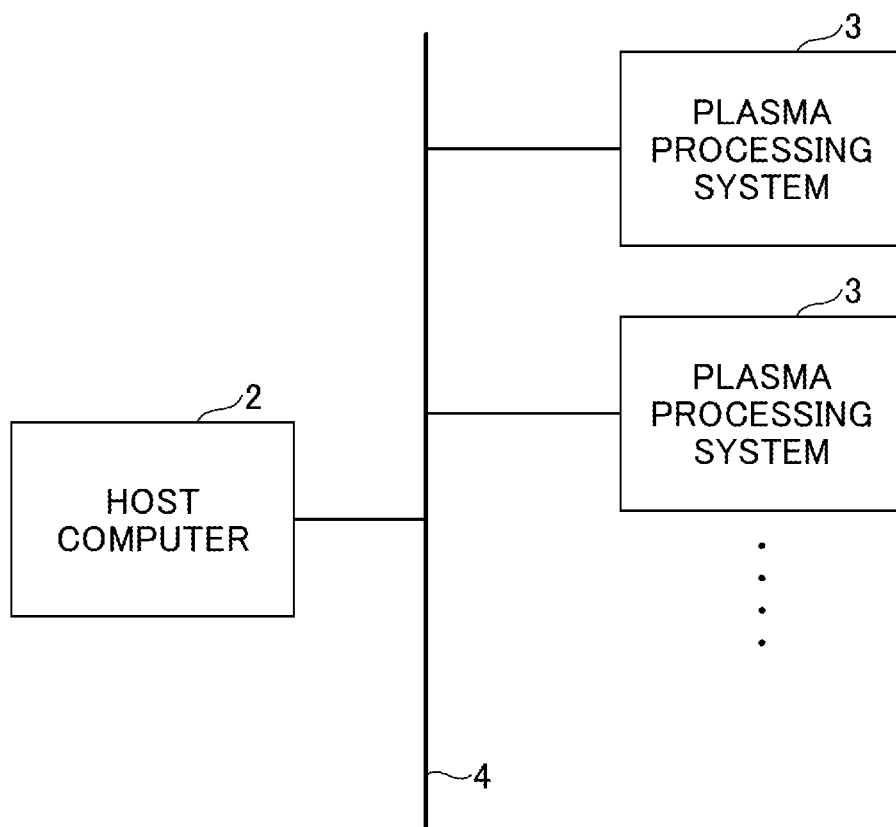 3
PLASMA
PROCESSING
SYSTEM
3
PLASMA
PROCESSING
SYSTEM
2
HOST
COMPUTER
4